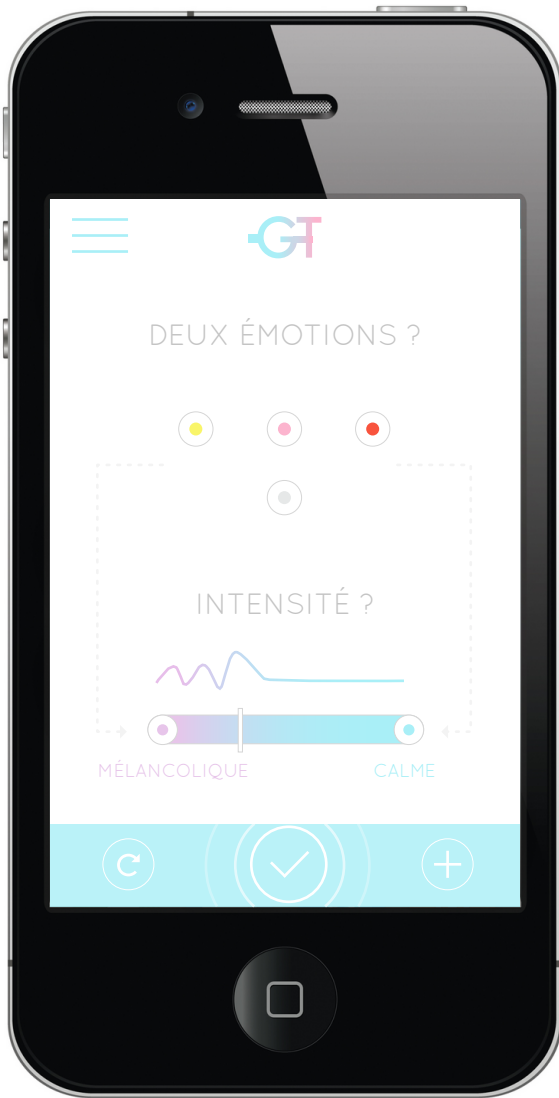 GT
DEUX ÉMOTIONS ?
INTENSITÉ ?
MÉLANCOLIQUE
CALME